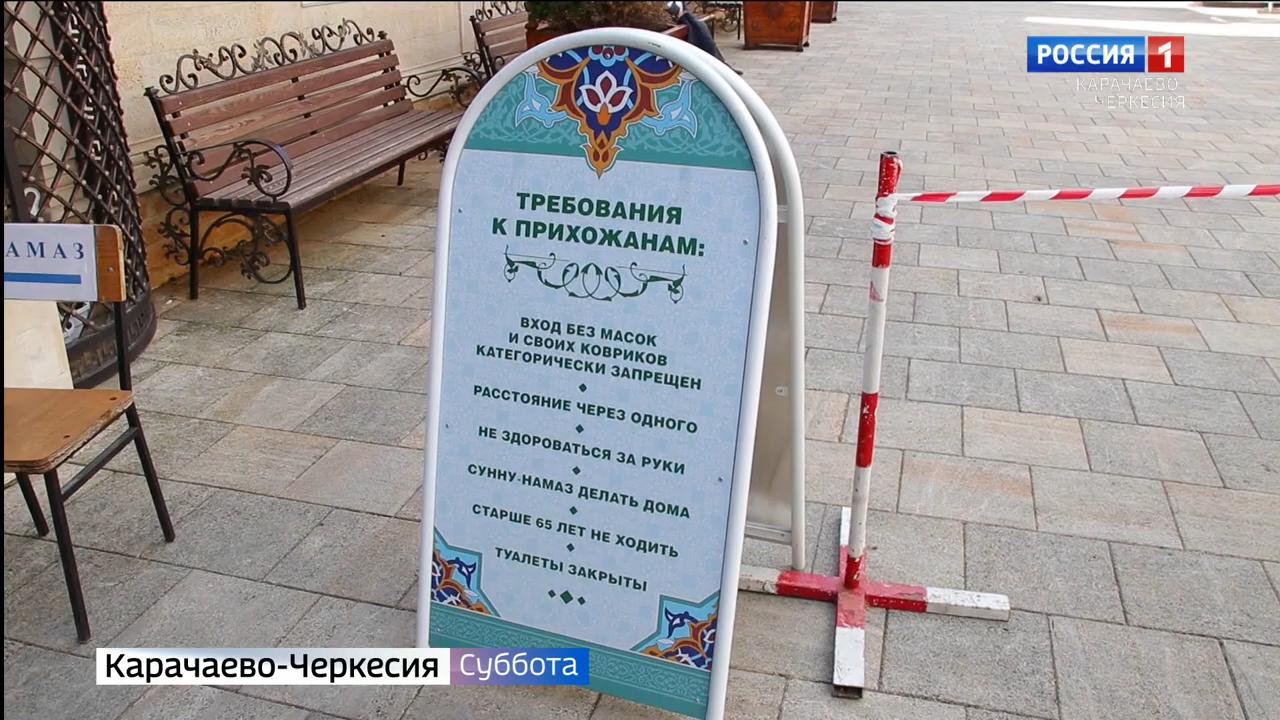 РОССИЯ 1
КАРАЧАЕВО-
ЧЕРКЕСИЯ
АМАЗ
ТРЕБОВАНИЯ
К ПРИХОЖАНАМ:
ВХОД БЕЗ МАСОК
И СВОИХ КОВРИКОВ
КАТЕГОРИЧЕСКИ ЗАПРЕЩЕН
РАССТОЯНИЕ ЧЕРЕЗ ОДНОГО
НЕ ЗДОРОВАТЬСЯ ЗА РУКИ
СУННУ-НАМАЗ ДЕЛАТЬ ДОМА
СТАРШЕ 65 ЛЕТ НЕ ХОДИТЬ
ТУАЛЕТЫ ЗАКРЫТЫ
Карачаево-Черкесия Суббота